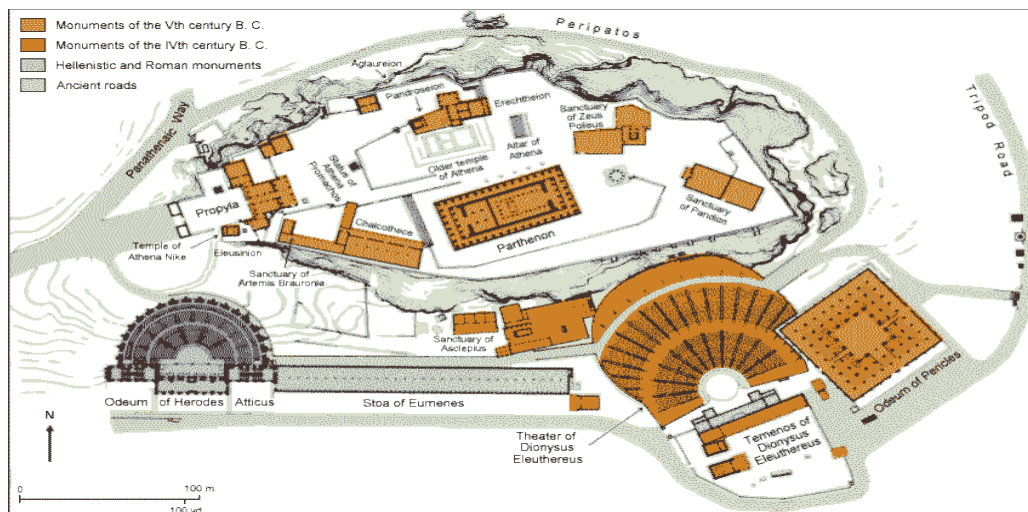 Monuments of the Vth century B. C.
Monuments of the IVth century B. C.
Hellenistic and Roman monuments
Ancient roads
Peripatos
Aglaureion
Pandroseion
Erechtheion
Sanctuary
of Zeus
Polieus
Tripod Road
Panathenaic Way
Statue of
Athena
Promachos
Older temple
of Athena
Altar of
Athena
Propyla
Chalcothece
Parthenon
Sanctuary
of Pandion
Temple of
Athena Nike
Eleusinion
Sanctuary of
Artemis Brauronia
Sanctuary of
Asclepius
Odeum of Herodes Atticus
Stoa of Eumenes
Odeum of Pericles
Theater of
Dionysus
Eleuthereus
Temenos of
Dionysus
Eleuthereus
N
0 100 m
100 yd